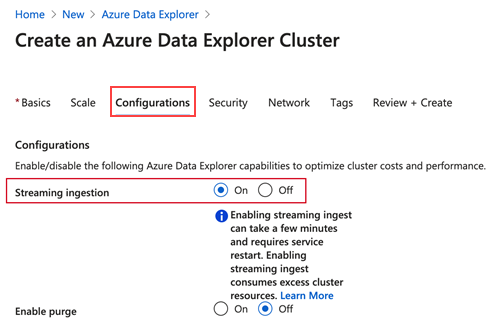 Home > New > Azure Data Explorer >
Create an Azure Data Explorer Cluster
* Basics Scale Configurations Security Network Tags Review + Create
Configurations
Enable/disable the following Azure Data Explorer capabilities to optimize cluster costs and performance.
Streaming ingestion On Off
Enabling streaming ingest
can take a few minutes
and requires service
restart. Enabling
streaming ingest
consumes excess cluster
resources. Learn More
Enable purge On Off